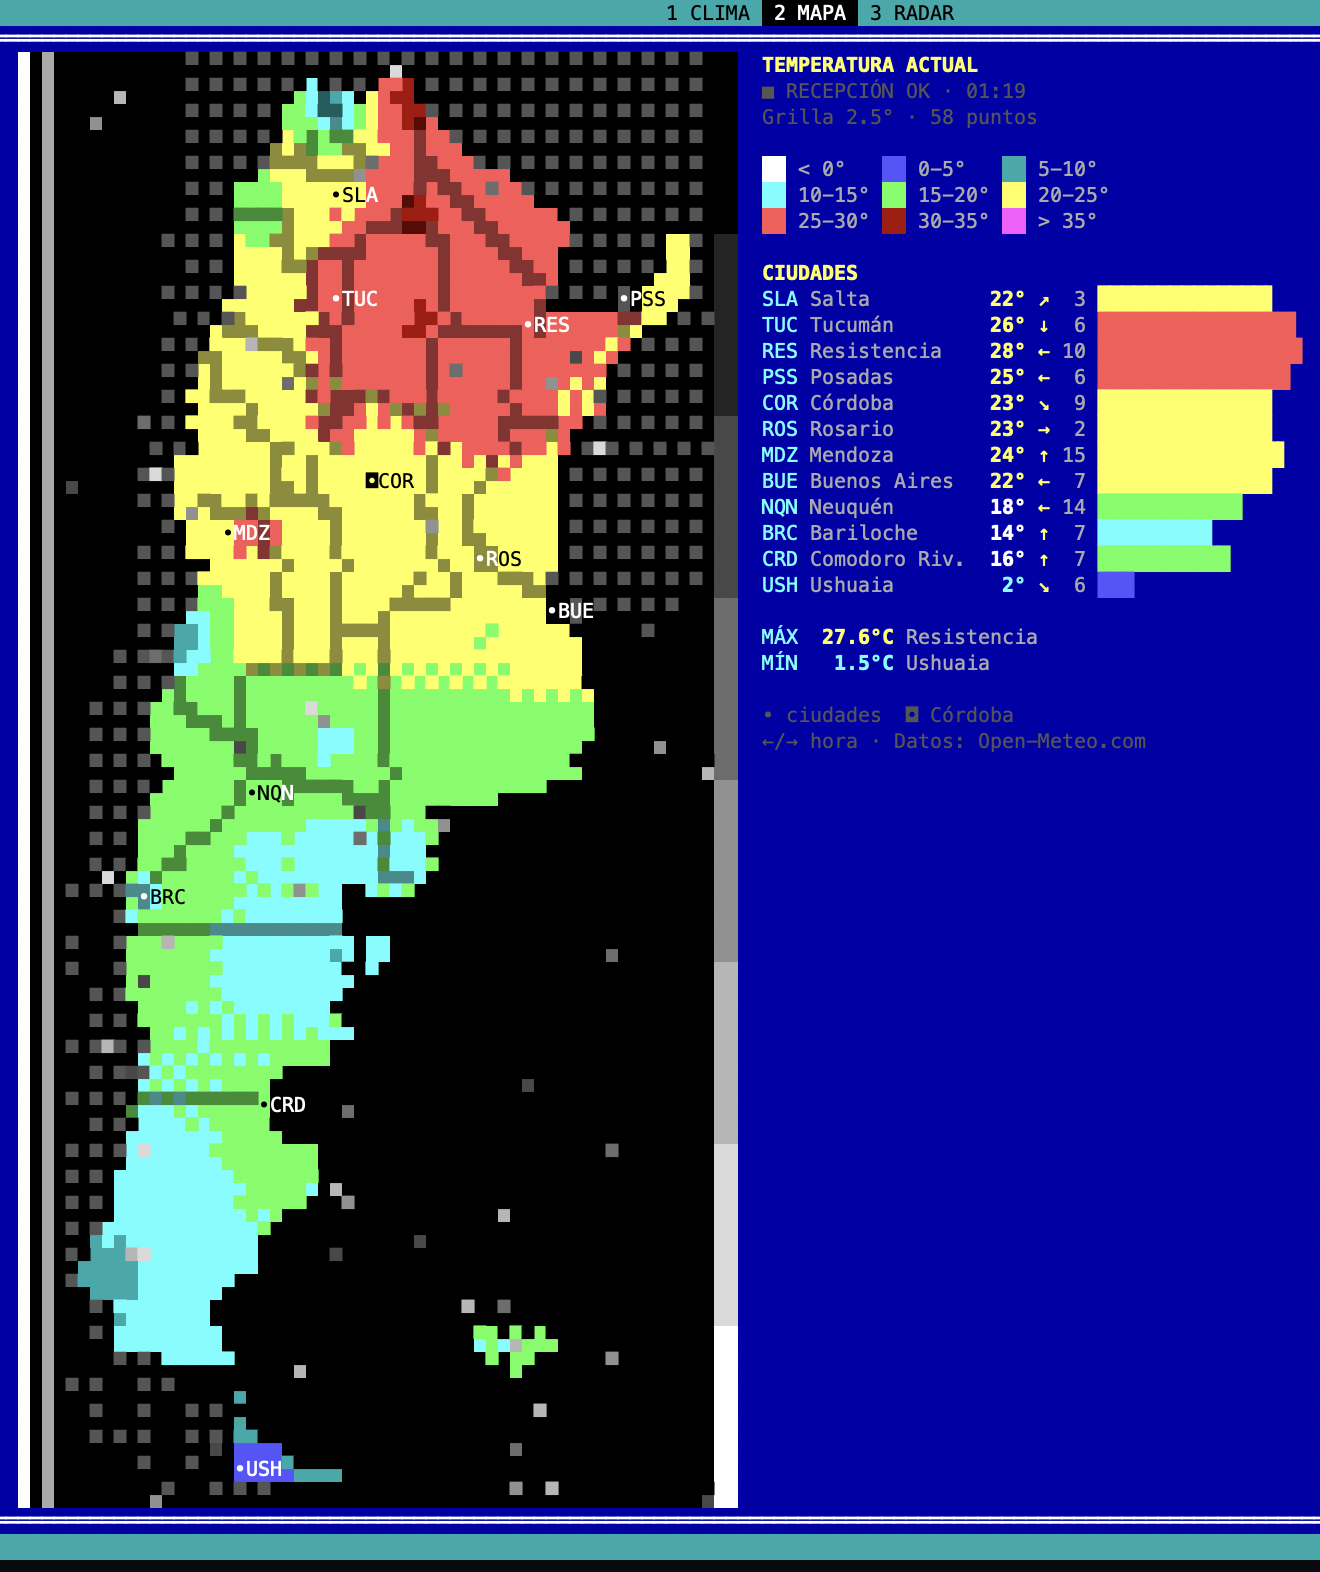 1 CLIMA 2 MAPA 3 RADAR
TEMPERATURA ACTUAL
■ RECEPCIÓN OK · 01:19
Grilla 2.5° · 58 puntos
< 0° 0-5° 5-10°
10-15° 15-20° 20-25°
25-30° 30-35° > 35°
CIUDADES
SLA Salta 22° ↗ 3
TUC Tucumán 26° ↓ 6
RES Resistencia 28° ← 10
PSS Posadas 25° ← 6
COR Córdoba 23° ↘ 9
ROS Rosario 23° → 2
MDZ Mendoza 24° ↑ 15
BUE Buenos Aires 22° ← 7
NQN Neuquén 18° ← 14
BRC Bariloche 14° ↑ 7
CRD Comodoro Riv. 16° ↑ 7
USH Ushuaia 2° ↘ 6
MÁX 27.6°C Resistencia
MÍN 1.5°C Ushuaia
• ciudades ◘ Córdoba
←/→ hora · Datos: Open-Meteo.com
•SLA
•TUC
•PSS
•RES
◘COR
•MDZ
•ROS
•BUE
•NQN
•BRC
•CRD
•USH